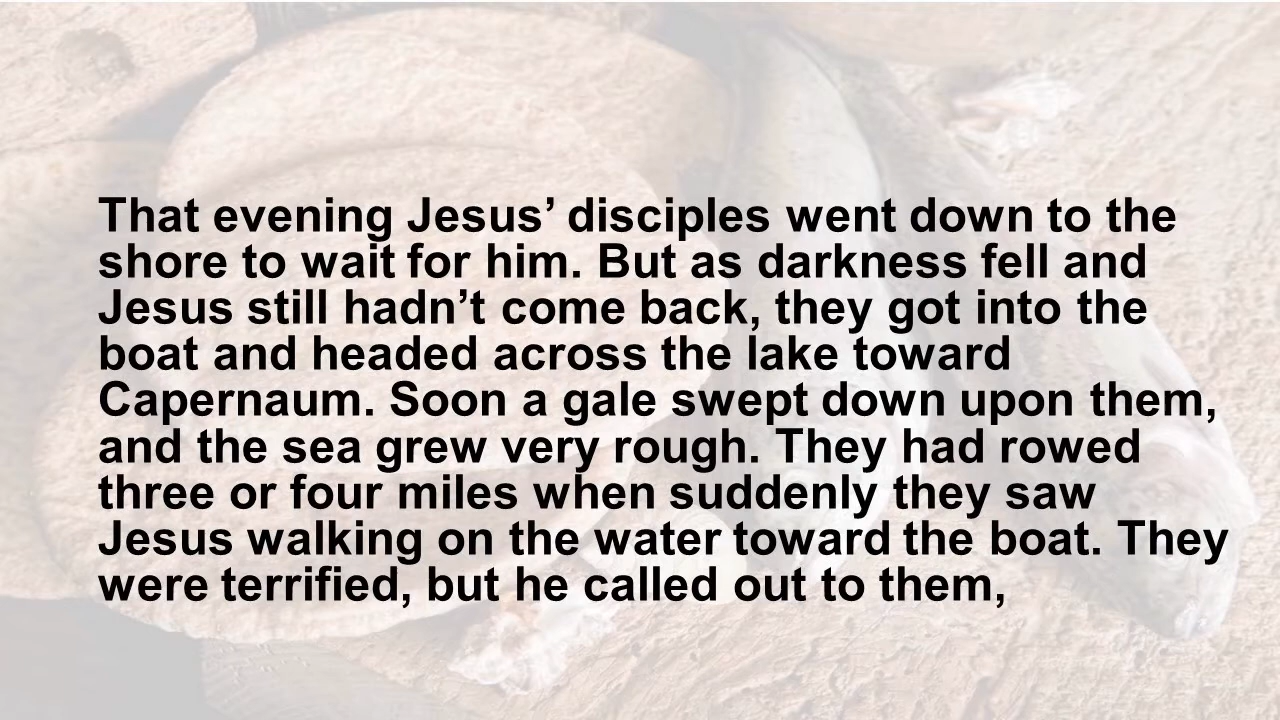 That evening Jesus’ disciples went down to the
shore to wait for him. But as darkness fell and
Jesus still hadn’t come back, they got into the
boat and headed across the lake toward
Capernaum. Soon a gale swept down upon them,
and the sea grew very rough. They had rowed
three or four miles when suddenly they saw
Jesus walking on the water toward the boat. They
were terrified, but he called out to them,